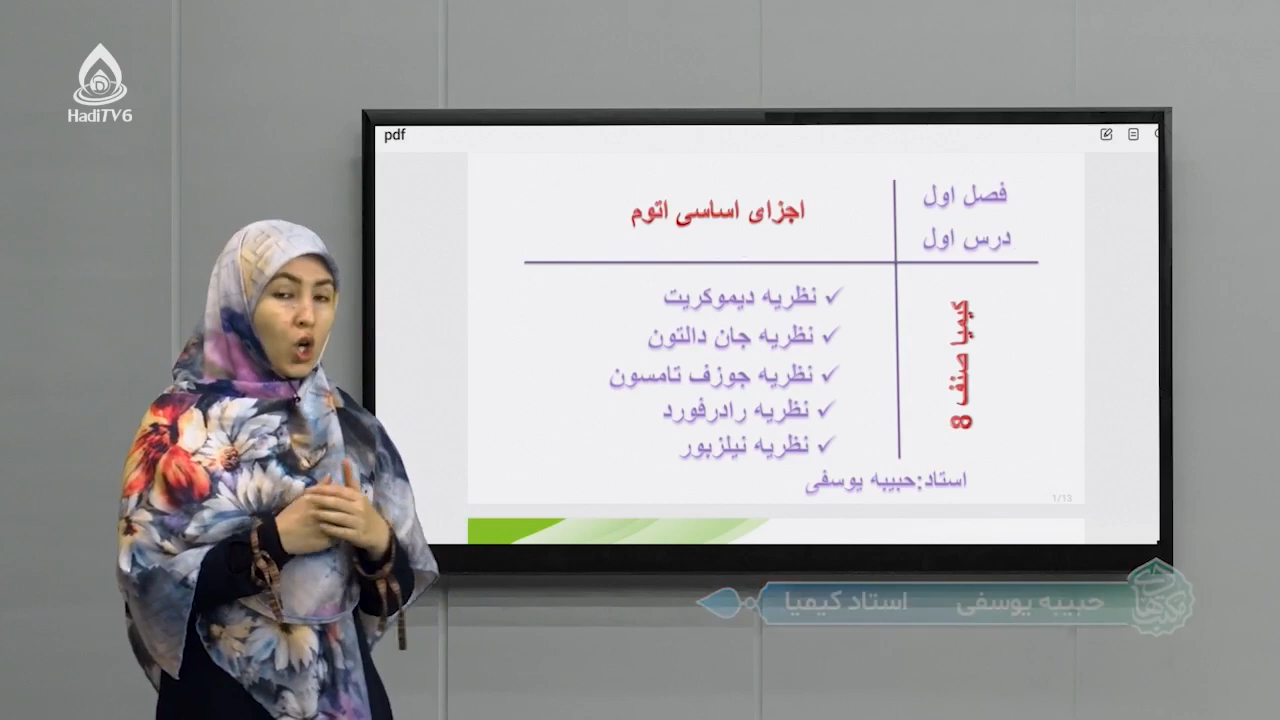 HadiTV6
pdf
فصل اول
درس اول
اجزای اساسی اتوم
✓ نظریه دیموکریت
✓ نظریه جان دالتون
✓ نظریه جوزف تامسون
✓ نظریه رادرفورد
✓ نظریه نیلزبور
کیمیا صنف 8
استاد:حبیبه یوسفی
1/13
حبیبه یوسفی استاد کیمیا